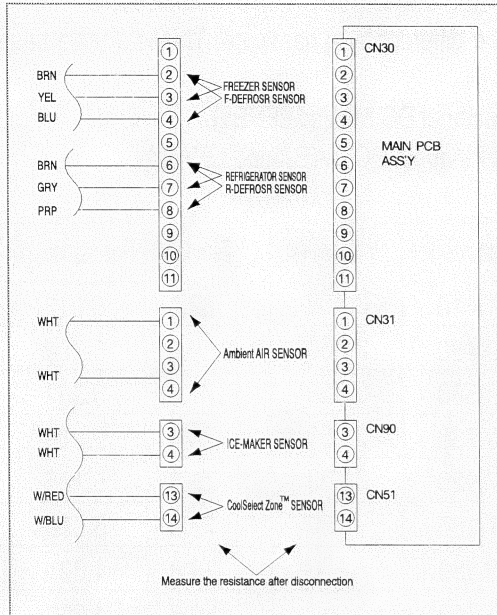 ① ① CN30
BRN ② ②
YEL ③ FREEZER SENSOR ③
BLU ④ F-DEFROSR SENSOR ④
MAIN PCB
ASS'Y
⑤ ⑤
BRN ⑥ ⑥
GRY ⑦ REFRIGERATOR SENSOR ⑦
PRP ⑧ R-DEFROSR SENSOR ⑧
⑨ ⑨
⑩ ⑩
⑪ ⑪
WHT ① ① CN31
② ②
③ Ambient AIR SENSOR ③
WHT ④ ④
WHT ③ ③ CN90
WHT ④ ICE-MAKER SENSOR ④
W/RED ⑬ CoolSelect Zone™ SENSOR ⑬ CN51
W/BLU ⑭ ⑭
Measure the resistance after disconnection